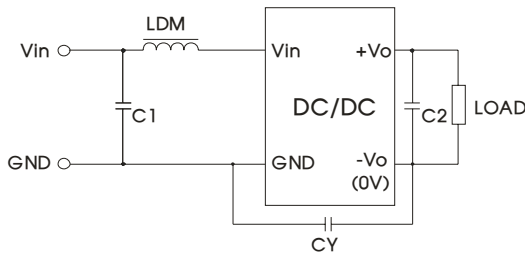 LDM
Vin
Vin
+Vo
C1
DC/DC
C2
LOAD
GND
GND
-Vo
(0V)
CY